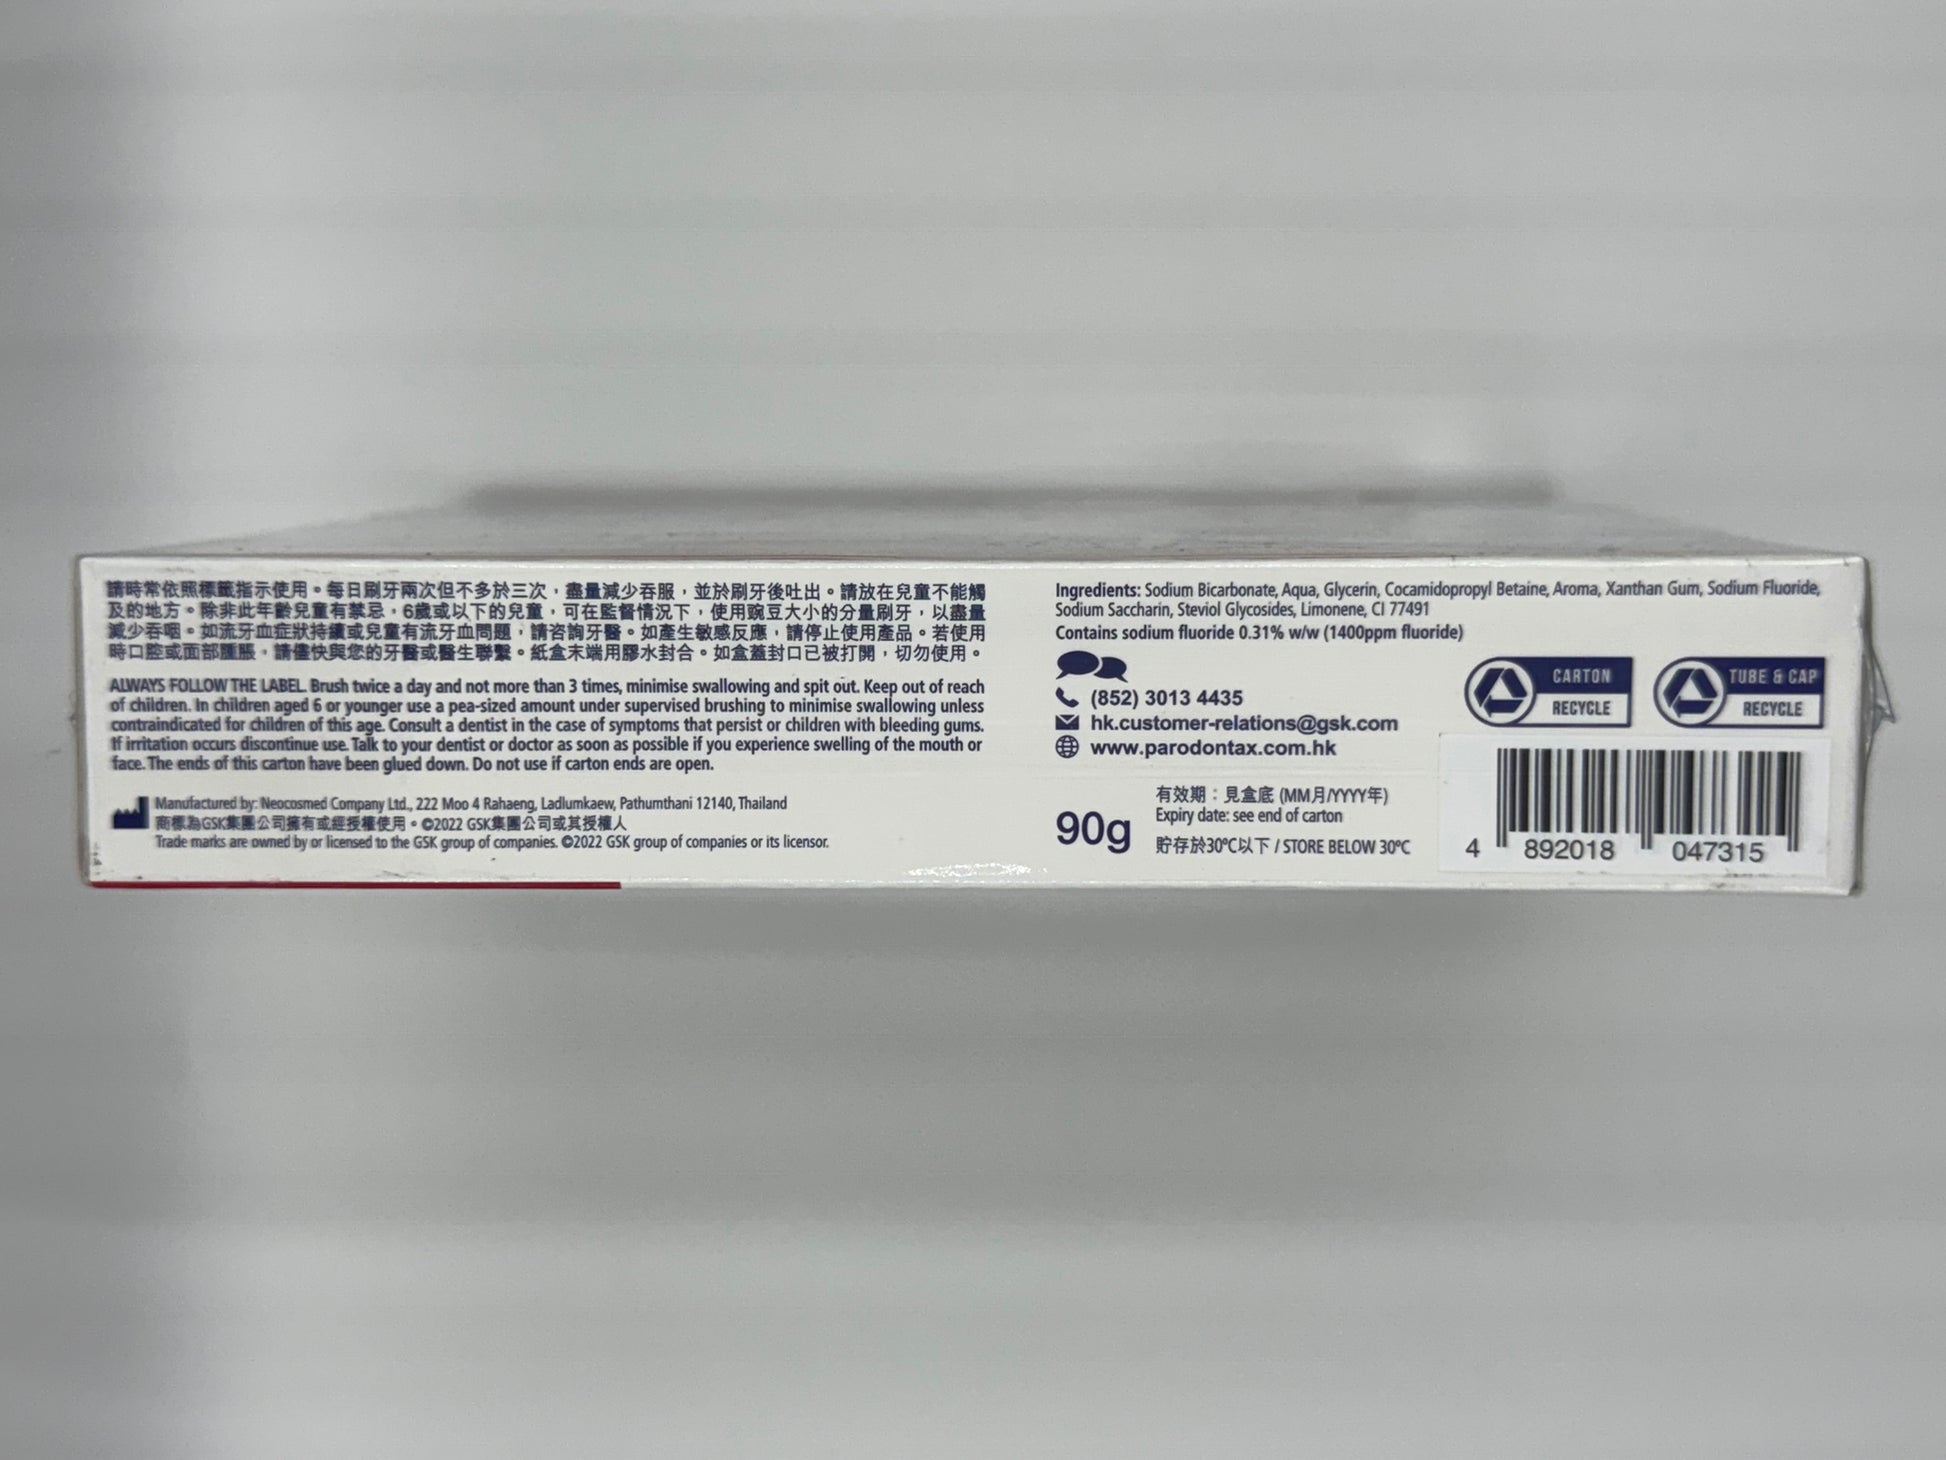 請時常依照標籤指示使用。每日刷牙兩次但不多於三次，盡量減少吞服，並於刷牙後吐出。請放在兒童不能觸
及的地方。除非此年齡兒童有禁忌，6歲或以下的兒童，可在監督情況下，使用豌豆大小的分量刷牙，以盡量
減少吞咽。如流牙血症狀持續或兒童有流牙血問題，請咨詢牙醫。如產生敏感反應，請停止使用產品。若使用
時口腔或面部腫脹，請儘快與您的牙醫或醫生聯繫。紙盒末端用膠水封合。如盒蓋封口已被打開，切勿使用。
ALWAYS FOLLOW THE LABEL. Brush twice a day and not more than 3 times, minimise swallowing and spit out. Keep out of reach
of children. In children aged 6 or younger use a pea-sized amount under supervised brushing to minimise swallowing unless
contraindicated for children of this age. Consult a dentist in the case of symptoms that persist or children with bleeding gums.
If irritation occurs discontinue use. Talk to your dentist or doctor as soon as possible if you experience swelling of the mouth or
face. The ends of this carton have been glued down. Do not use if carton ends are open.
Manufactured by: Neocosmed Company Ltd., 222 Moo 4 Rahaeng, Ladlumkaew, Pathumthani 12140, Thailand
商標為GSK集團公司擁有或經授權使用。©2022 GSK集團公司或其授權人
Trade marks are owned by or licensed to the GSK group of companies. ©2022 GSK group of companies or its licensor.
Ingredients: Sodium Bicarbonate, Aqua, Glycerin, Cocamidopropyl Betaine, Aroma, Xanthan Gum, Sodium Fluoride,
Sodium Saccharin, Steviol Glycosides, Limonene, CI 77491
Contains sodium fluoride 0.31% w/w (1400ppm fluoride)
(852) 3013 4435
hk.customer-relations@gsk.com
www.parodontax.com.hk
CARTON
RECYCLE
TUBE & CAP
RECYCLE
90g
有效期：見盒底 (MM月/YYYY年)
Expiry date: see end of carton
貯存於30℃以下 / STORE BELOW 30℃
4 892018 047315